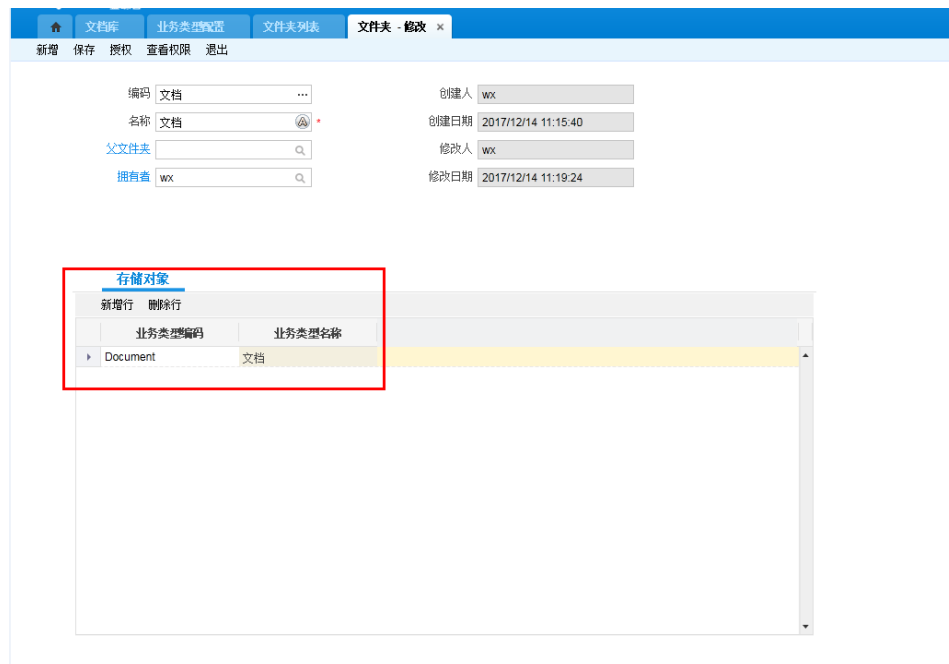 文档库 业务类型配置 文件夹列表 文件夹 - 修改 ×
新增 保存 授权 查看权限 退出
编码 文档 ... 创建人 wx
名称 文档 * 创建日期 2017/12/14 11:15:40
父文件夹 修改人 wx
拥有者 wx 修改日期 2017/12/14 11:19:24
存储对象
新增行 删除行
业务类型编码 业务类型名称
Document 文档